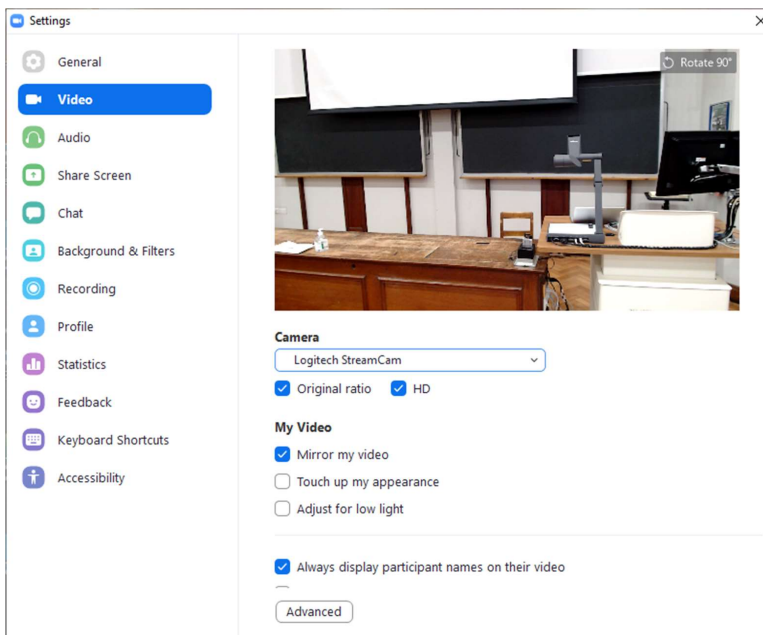 Settings
General
Video
Audio
Share Screen
Chat
Background & Filters
Recording
Profile
Statistics
Feedback
Keyboard Shortcuts
Accessibility
Rotate 90°
Camera
Logitech StreamCam
Original ratio HD
My Video
Mirror my video
Touch up my appearance
Adjust for low light
Always display participant names on their video
Advanced